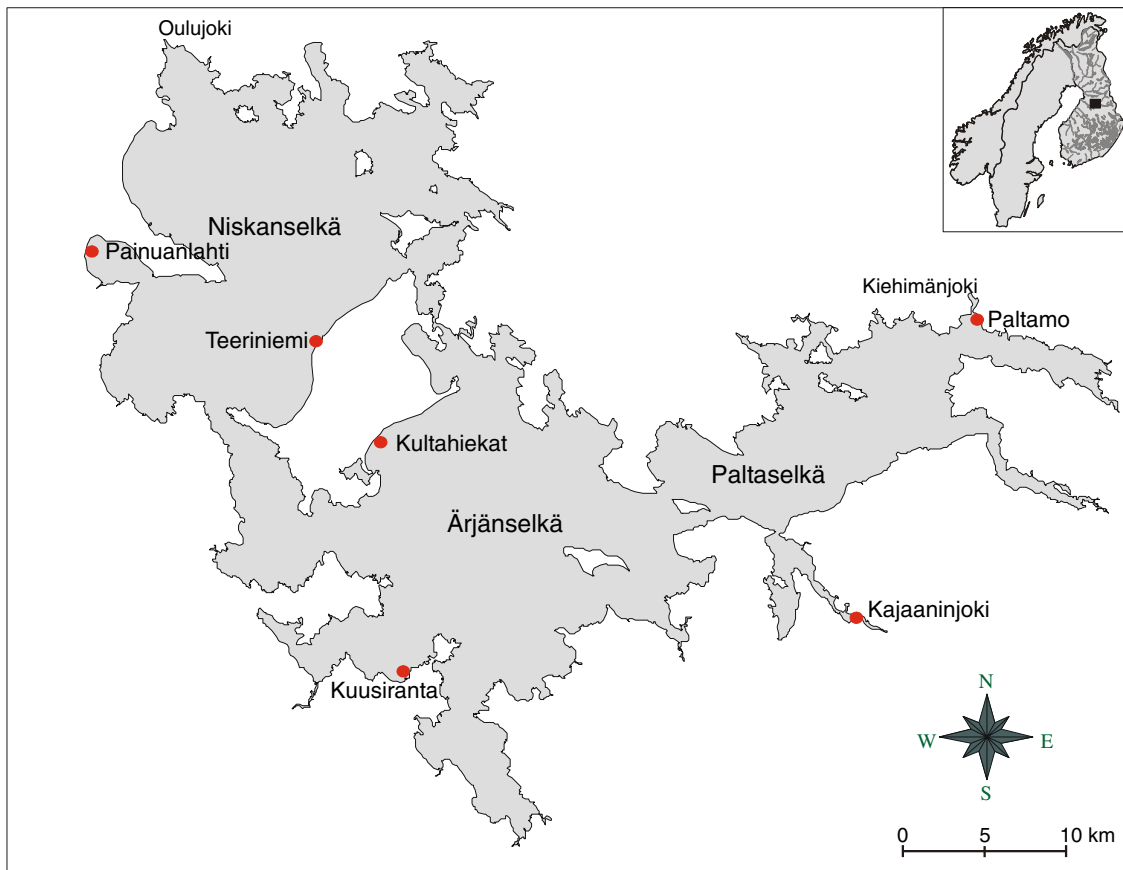 Oulujoki
Niskanselkä
Painuanlahti
Kiehimänjoki
Paltamo
Teeriniemi
Kultahiekat
Paltaselkä
Ärjänselkä
Kajaaninjoki
Kuusiranta
N
W E
S
0 5 10 km